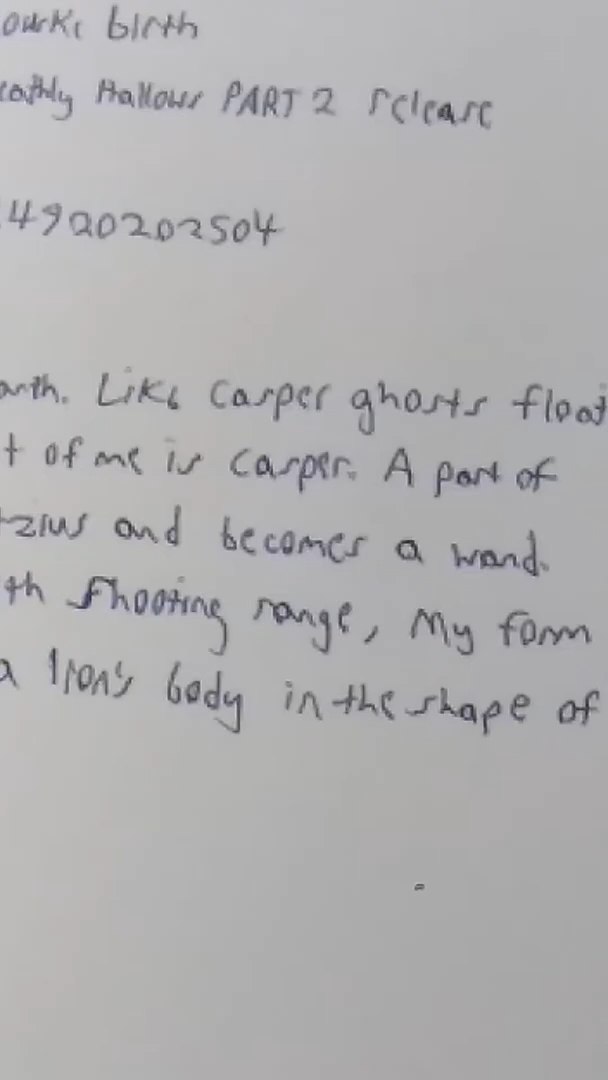 birth
Hallows PART 2 release
4920202504
Like Casper ghosts float
of me is Casper. A part of
and becomes a wand.
shooting range, My form
a lion's body in the shape of